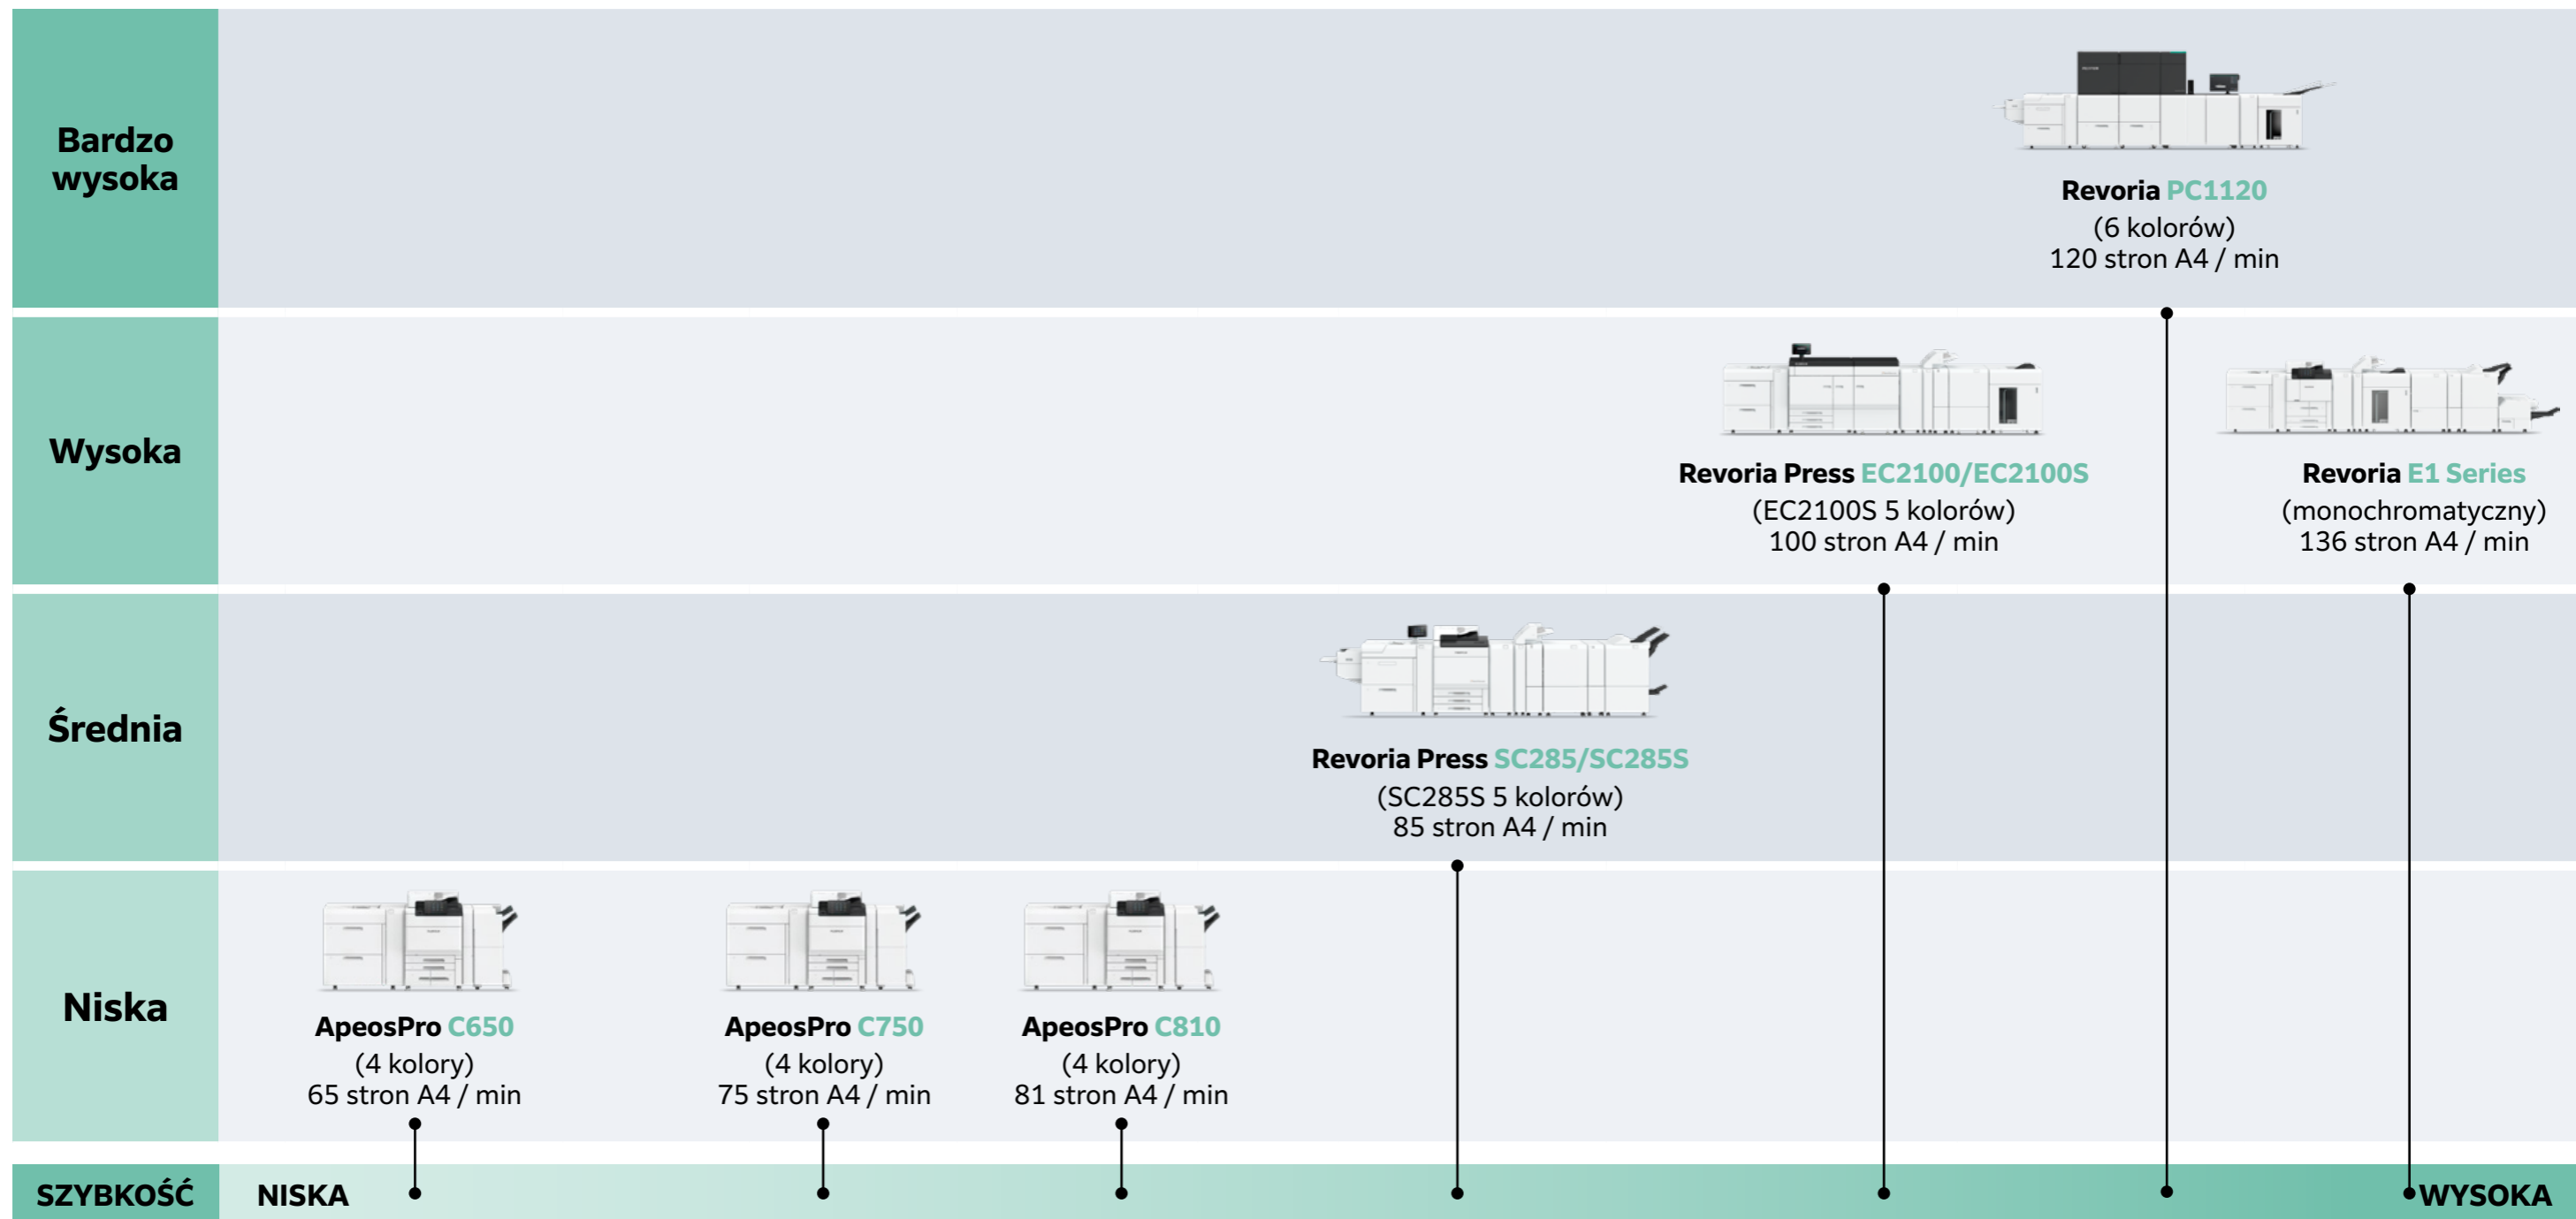 Bardzo
wysoka
Revoria PC1120
(6 kolorów)
120 stron A4 / min
Wysoka
Revoria Press EC2100/EC2100S
(EC2100S 5 kolorów)
100 stron A4 / min
Revoria E1 Series
(monochromatyczny)
136 stron A4 / min
Średnia
Revoria Press SC285/SC285S
(SC285S 5 kolorów)
85 stron A4 / min
Niska
ApeosPro C650
(4 kolory)
65 stron A4 / min
ApeosPro C750
(4 kolory)
75 stron A4 / min
ApeosPro C810
(4 kolory)
81 stron A4 / min
SZYBKOŚĆ NISKA WYSOKA